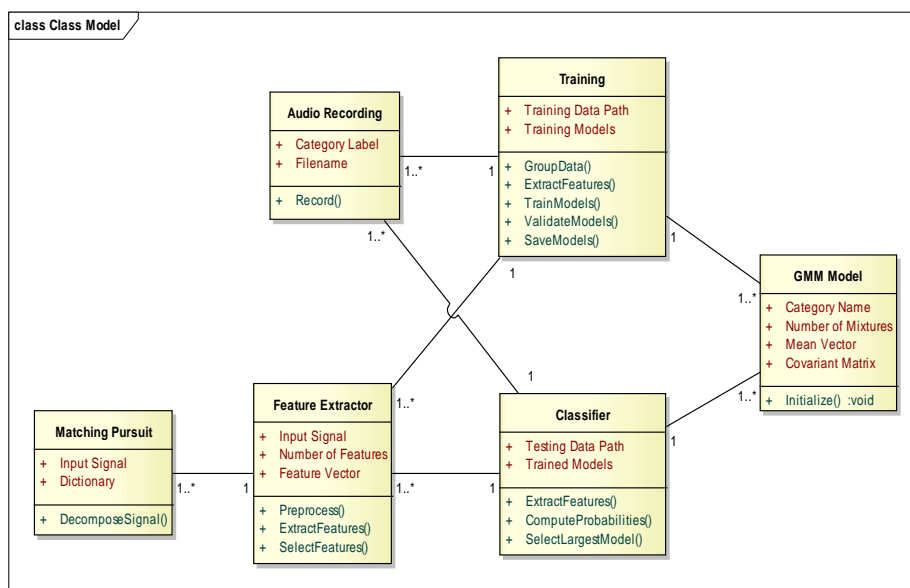 class Class Model
Audio Recording
+ Category Label
+ Filename
+ Record()
Training
+ Training Data Path
+ Training Models
+ GroupData()
+ ExtractFeatures()
+ TrainModels()
+ ValidateModels()
+ SaveModels()
GMM Model
+ Category Name
+ Number of Mixtures
+ Mean Vector
+ Covariant Matrix
+ Initialize() :void
Matching Pursuit
+ Input Signal
+ Dictionary
+ DecomposeSignal()
Feature Extractor
+ Input Signal
+ Number of Features
+ Feature Vector
+ Preprocess()
+ ExtractFeatures()
+ SelectFeatures()
Classifier
+ Testing Data Path
+ Trained Models
+ ExtractFeatures()
+ ComputeProbabilities()
+ SelectLargestModel()
1..*
1
1..*
1
1
1..*
1
1..*
1..*
1
1..*
1
1..*
1